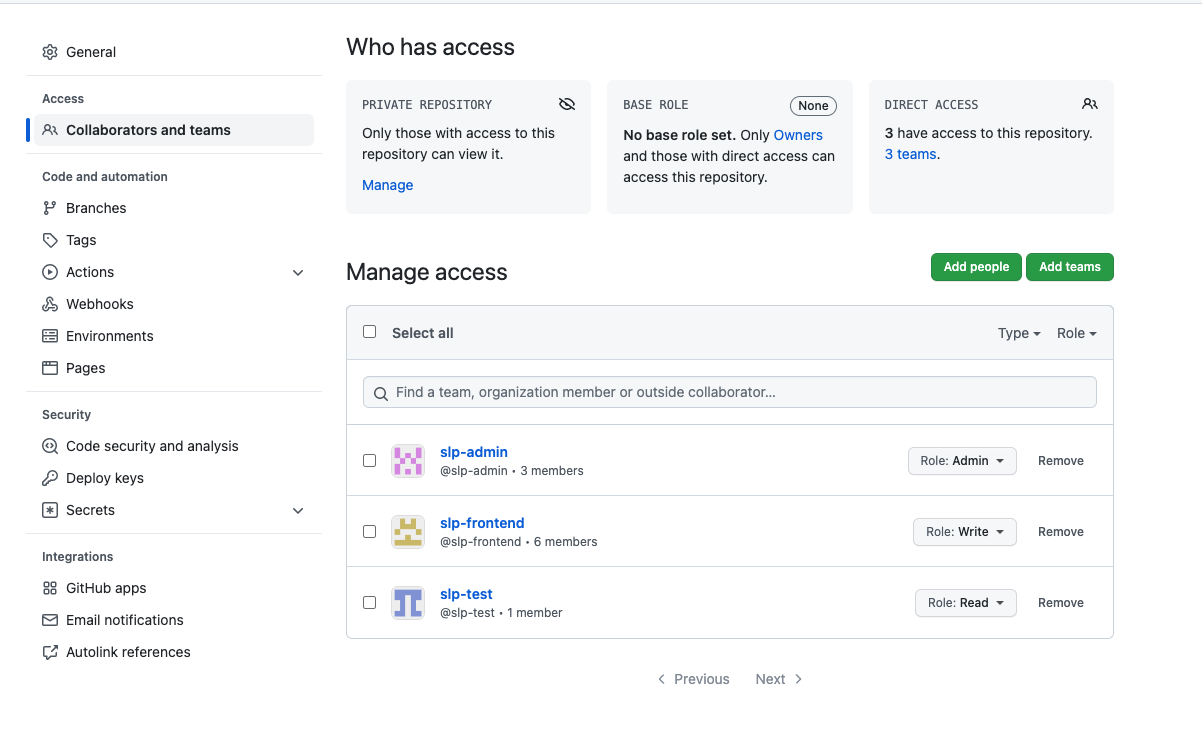 General
Access
Collaborators and teams
Code and automation
Branches
Tags
Actions
Webhooks
Environments
Pages
Security
Code security and analysis
Deploy keys
Secrets
Integrations
GitHub apps
Email notifications
Autolink references
Who has access
PRIVATE REPOSITORY
Only those with access to this
repository can view it.
Manage
BASE ROLE None
No base role set. Only Owners
and those with direct access can
access this repository.
DIRECT ACCESS
3 have access to this repository.
3 teams.
Manage access
Add people Add teams
Select all Type Role
Find a team, organization member or outside collaborator...
slp-admin
@slp-admin • 3 members
Role: Admin Remove
slp-frontend
@slp-frontend • 6 members
Role: Write Remove
slp-test
@slp-test • 1 member
Role: Read Remove
Previous Next